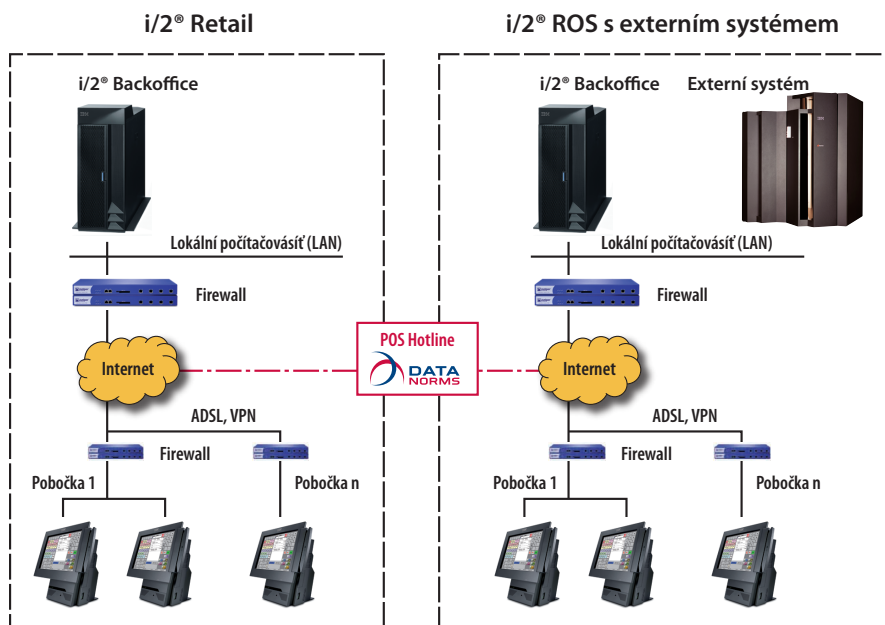 i/2® Retail
i/2® Backoffice
Lokální počítačovásíť (LAN)
Firewall
Internet
ADSL, VPN
Firewall
Pobočka 1
Pobočka n
POS Hotline
DATA
NORMS
i/2® ROS s externím systémem
i/2® Backoffice
Externí systém
Lokální počítačovásíť (LAN)
Firewall
Internet
ADSL, VPN
Firewall
Pobočka 1
Pobočka n